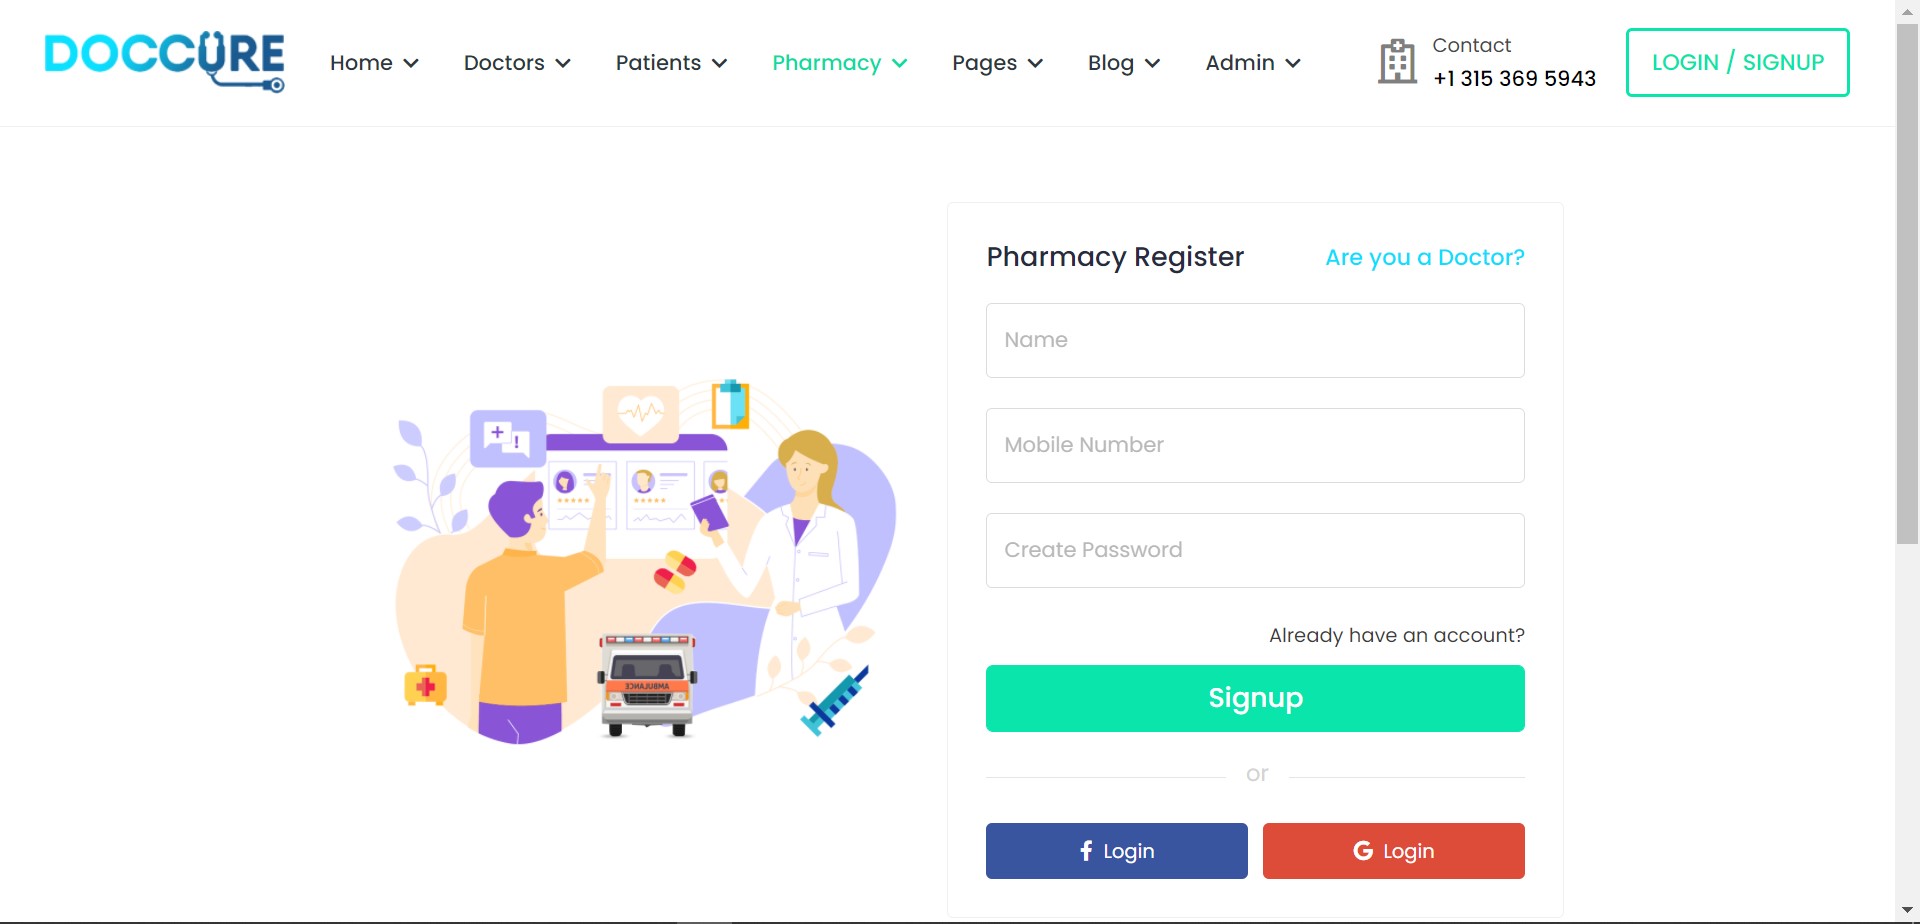 DOCCURE
Home Doctors Patients Pharmacy Pages Blog Admin
Contact
+1 315 369 5943
LOGIN / SIGNUP
Pharmacy Register
Are you a Doctor?
Name
Mobile Number
Create Password
Already have an account?
Signup
or
Login
Login
AMBULANCE